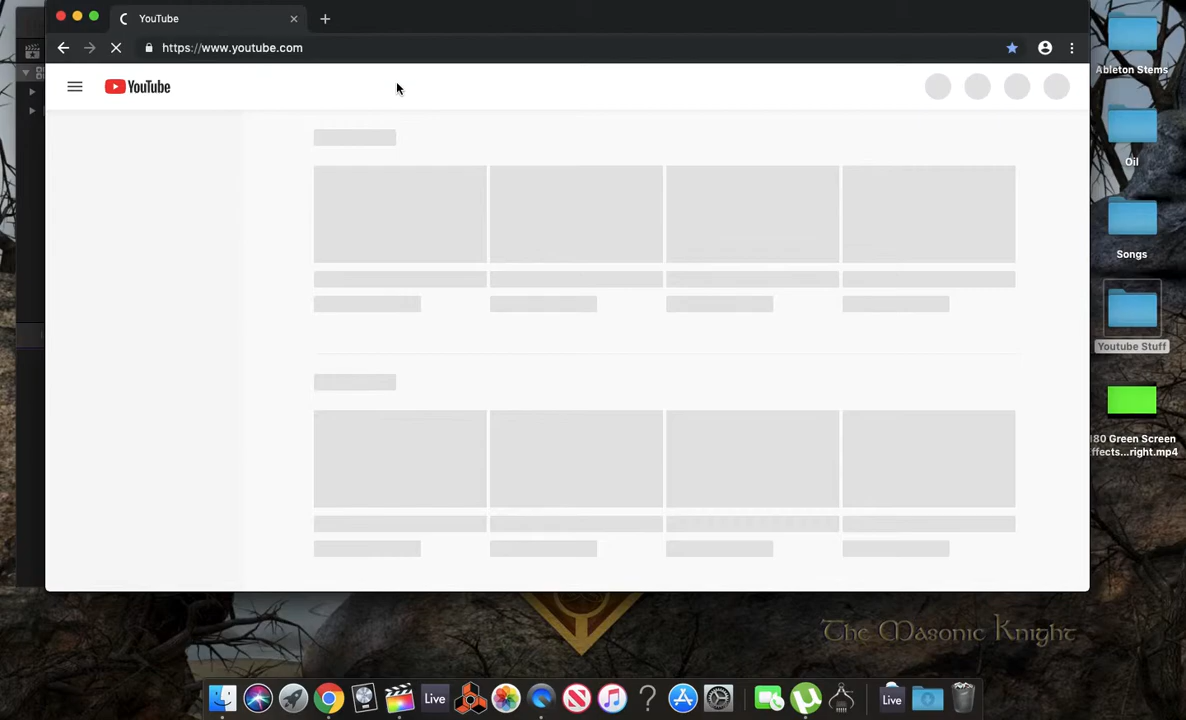 YouTube
https://www.youtube.com
YouTube
Ableton Stems
Oil
Songs
Youtube Stuff
80 Green Screen
ffects...right.mp4
The Masonic Knight
Live
Live